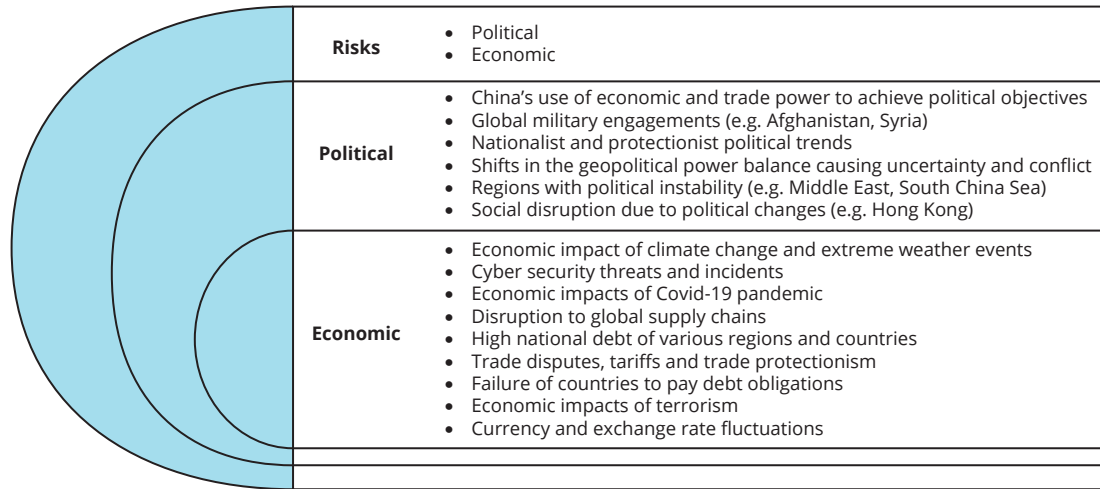 Risks
• Political
• Economic
Political
• China’s use of economic and trade power to achieve political objectives
• Global military engagements (e.g. Afghanistan, Syria)
• Nationalist and protectionist political trends
• Shifts in the geopolitical power balance causing uncertainty and conflict
• Regions with political instability (e.g. Middle East, South China Sea)
• Social disruption due to political changes (e.g. Hong Kong)
Economic
• Economic impact of climate change and extreme weather events
• Cyber security threats and incidents
• Economic impacts of Covid-19 pandemic
• Disruption to global supply chains
• High national debt of various regions and countries
• Trade disputes, tariffs and trade protectionism
• Failure of countries to pay debt obligations
• Economic impacts of terrorism
• Currency and exchange rate fluctuations